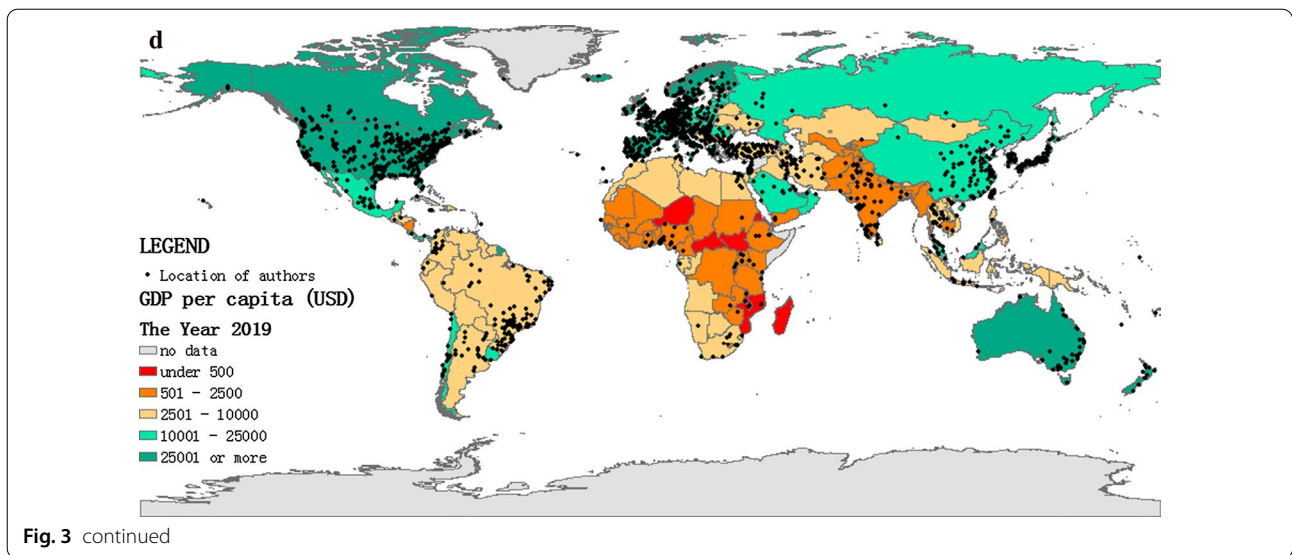 d
LEGEND
Location of authors
GDP per capita (USD)
The Year 2019
no data
under 500
501 - 2500
2501 - 10000
10001 - 25000
25001 or more
Fig. 3 continued